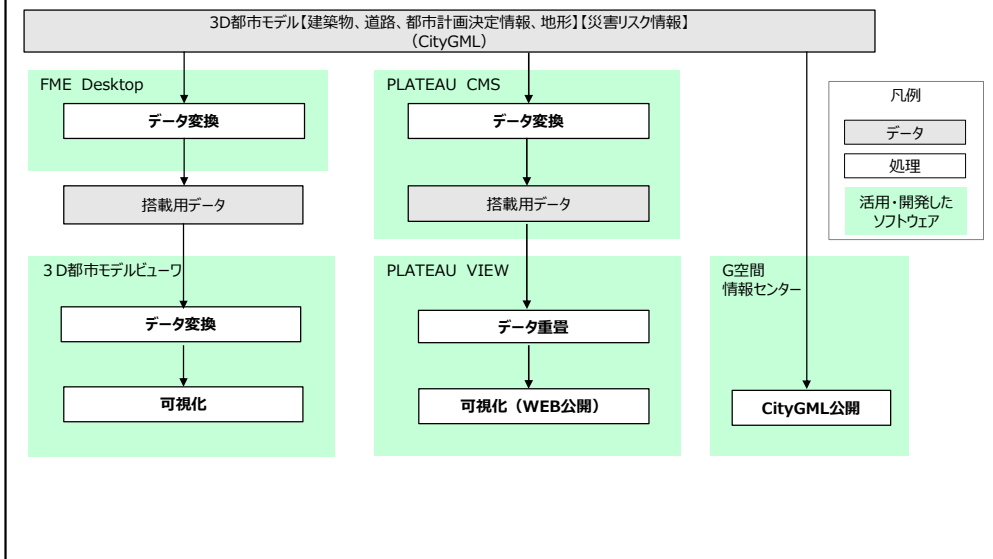 3D都市モデル【建築物、道路、都市計画決定情報、地形】【災害リスク情報】
（CityGML）
FME Desktop
データ変換
搭載用データ
３D都市モデルビューワ
データ変換
可視化
PLATEAU CMS
データ変換
搭載用データ
PLATEAU VIEW
データ重畳
可視化（WEB公開）
G空間
情報センター
CityGML公開
凡例
データ
処理
活用・開発した
ソフトウェア